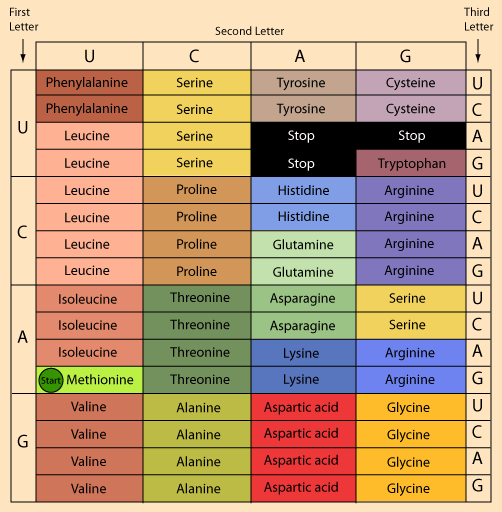 First Letter
Second Letter
Third Letter
U C A G
U Phenylalanine Serine Tyrosine Cysteine U
Phenylalanine Serine Tyrosine Cysteine C
Leucine Serine Stop Stop A
Leucine Serine Stop Tryptophan G
C Leucine Proline Histidine Arginine U
Leucine Proline Histidine Arginine C
Leucine Proline Glutamine Arginine A
Leucine Proline Glutamine Arginine G
A Isoleucine Threonine Asparagine Serine U
Isoleucine Threonine Asparagine Serine C
Isoleucine Threonine Lysine Arginine A
Start Methionine Threonine Lysine Arginine G
G Valine Alanine Aspartic acid Glycine U
Valine Alanine Aspartic acid Glycine C
Valine Alanine Aspartic acid Glycine A
Valine Alanine Aspartic acid Glycine G